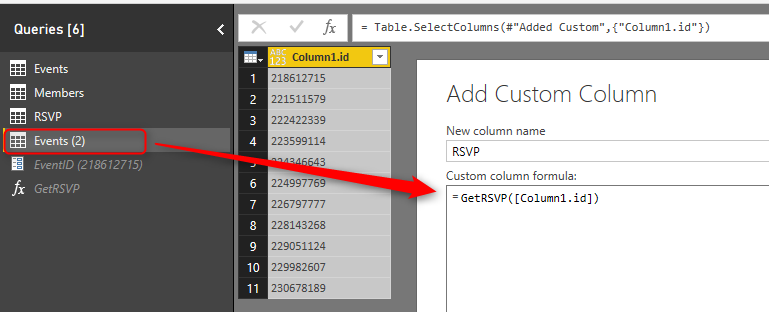 Queries [6]
Events
Members
RSVP
Events (2)
EventID (218612715)
GetRSVP
fx
= Table.SelectColumns(#"Added Custom",{"Column1.id"})
ABC 123 Column1.id
1 218612715
2 221511579
3 222422339
4 223599114
5 224346643
6 224997769
7 226797777
8 228143268
9 229051124
10 229982607
11 230678189
Add Custom Column
New column name
RSVP
Custom column formula:
=GetRSVP([Column1.id])